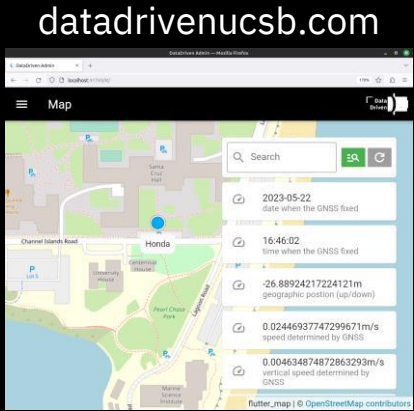 datadrivenucsb.com
DataDriven Admin — Mozilla Firefox
DataDriven Admin
170%
localhost
Map
Data
Driven
Santa
Cruz
Hall
Search
2023-05-22
date when the GNSS fixed
16:46:02
time when the GNSS fixed
Channel Islands Road
Honda
Centennial
House
P
Lot 5
University
House
-26.88924217224121m
geographic postion (up/down)
Pearl Chase
Park
Lagoon Road
0.02446937747299671m/s
speed determined by GNSS
0.004634874872863293m/s
vertical speed determined by
GNSS
Marine
Science
Institute
flutter_map | © OpenStreetMap contributors